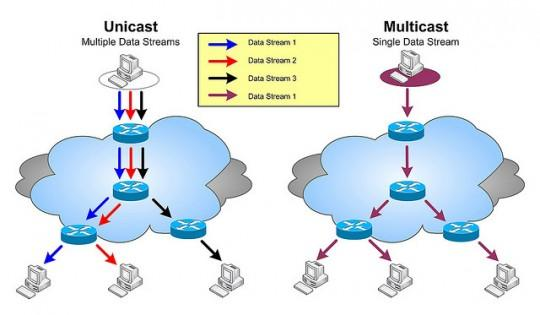 Unicast
Multiple Data Streams
Data Stream 1
Data Stream 2
Data Stream 3
Data Stream 1
Multicast
Single Data Stream